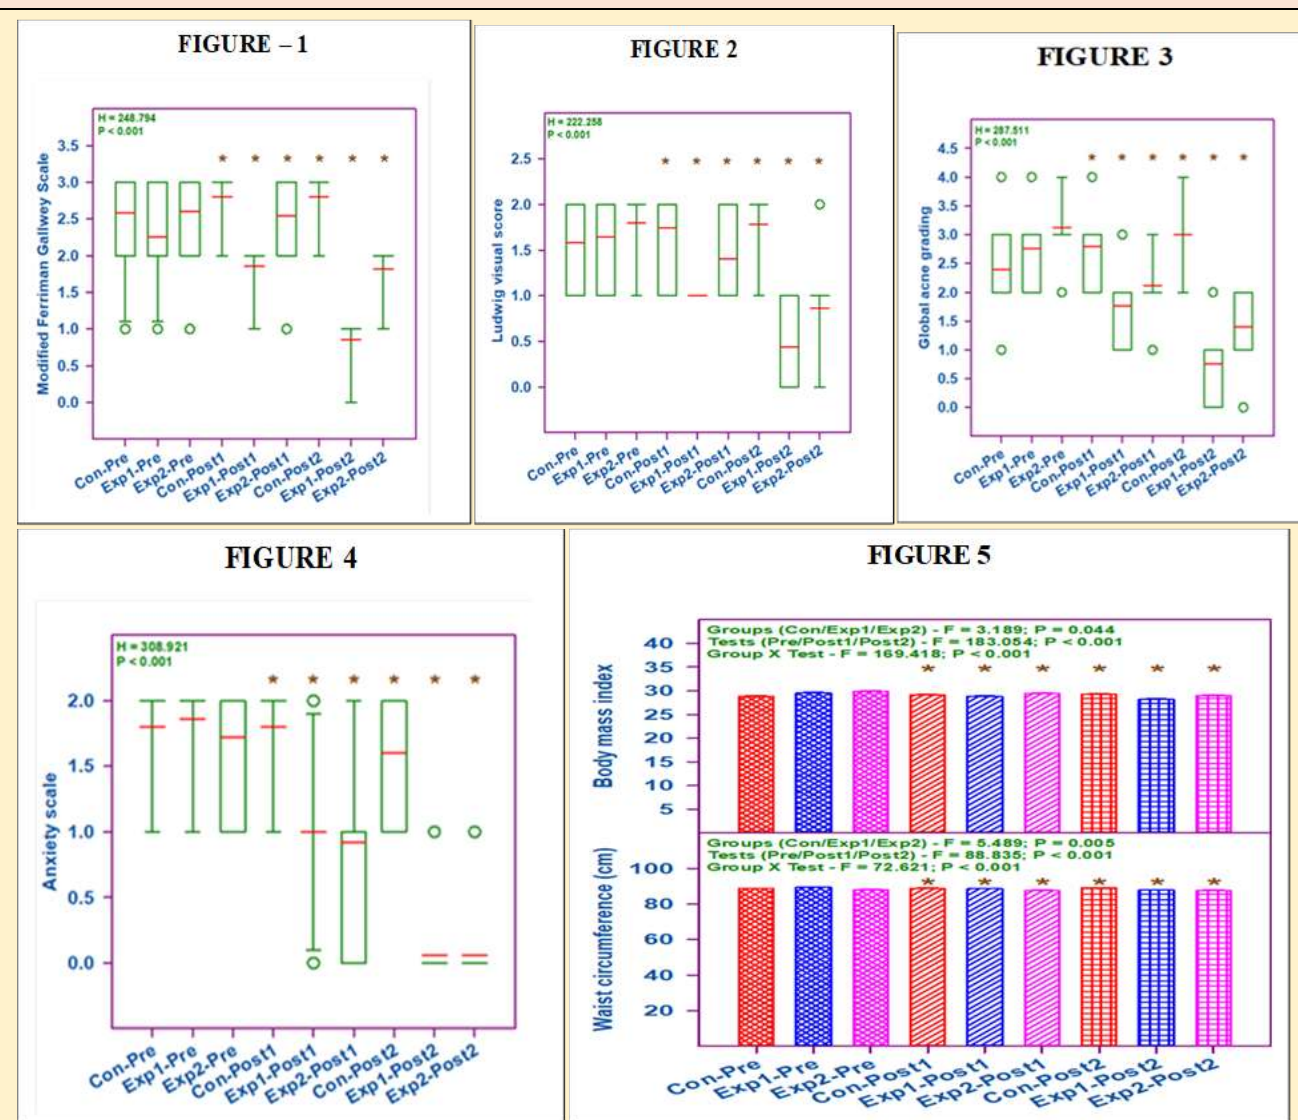 FIGURE – 1
H = 248.794
P < 0.001
Modified Ferriman Gallwey Scale
3.5
3.0
2.5
2.0
1.5
1.0
0.5
0.0
* * * * * *
Con-Pre
Exp1-Pre
Exp2-Pre
Con-Post1
Exp1-Post1
Exp2-Post1
Con-Post2
Exp1-Post2
Exp2-Post2
FIGURE 2
H = 222.258
P < 0.001
Ludwig visual score
2.5
2.0
1.5
1.0
0.5
0.0
* * * * * *
Con-Pre
Exp1-Pre
Exp2-Pre
Con-Post1
Exp1-Post1
Exp2-Post1
Con-Post2
Exp1-Post2
Exp2-Post2
FIGURE 3
H = 287.511
P < 0.001
Global acne grading
4.5
4.0
3.5
3.0
2.5
2.0
1.5
1.0
0.5
0.0
* * * * * *
Con-Pre
Exp1-Pre
Exp2-Pre
Con-Post1
Exp1-Post1
Exp2-Post1
Con-Post2
Exp1-Post2
Exp2-Post2
FIGURE 4
H = 308.921
P < 0.001
Anxiety scale
2.0
1.5
1.0
0.5
0.0
* * * * * *
Con-Pre
Exp1-Pre
Exp2-Pre
Con-Post1
Exp1-Post1
Exp2-Post1
Con-Post2
Exp1-Post2
Exp2-Post2
FIGURE 5
Groups (Con/Exp1/Exp2) - F = 3.189; P = 0.044
Tests (Pre/Post1/Post2) - F = 183.054; P < 0.001
Group X Test - F = 169.418; P < 0.001
* * * * * *
Body mass index
40
35
30
25
20
15
10
5
Groups (Con/Exp1/Exp2) - F = 5.489; P = 0.005
Tests (Pre/Post1/Post2) - F = 88.835; P < 0.001
Group X Test - F = 72.621; P < 0.001
* * * * * *
Waist circumference (cm)
100
80
60
40
20
Con-Pre
Exp1-Pre
Exp2-Pre
Con-Post1
Exp1-Post1
Exp2-Post1
Con-Post2
Exp1-Post2
Exp2-Post2